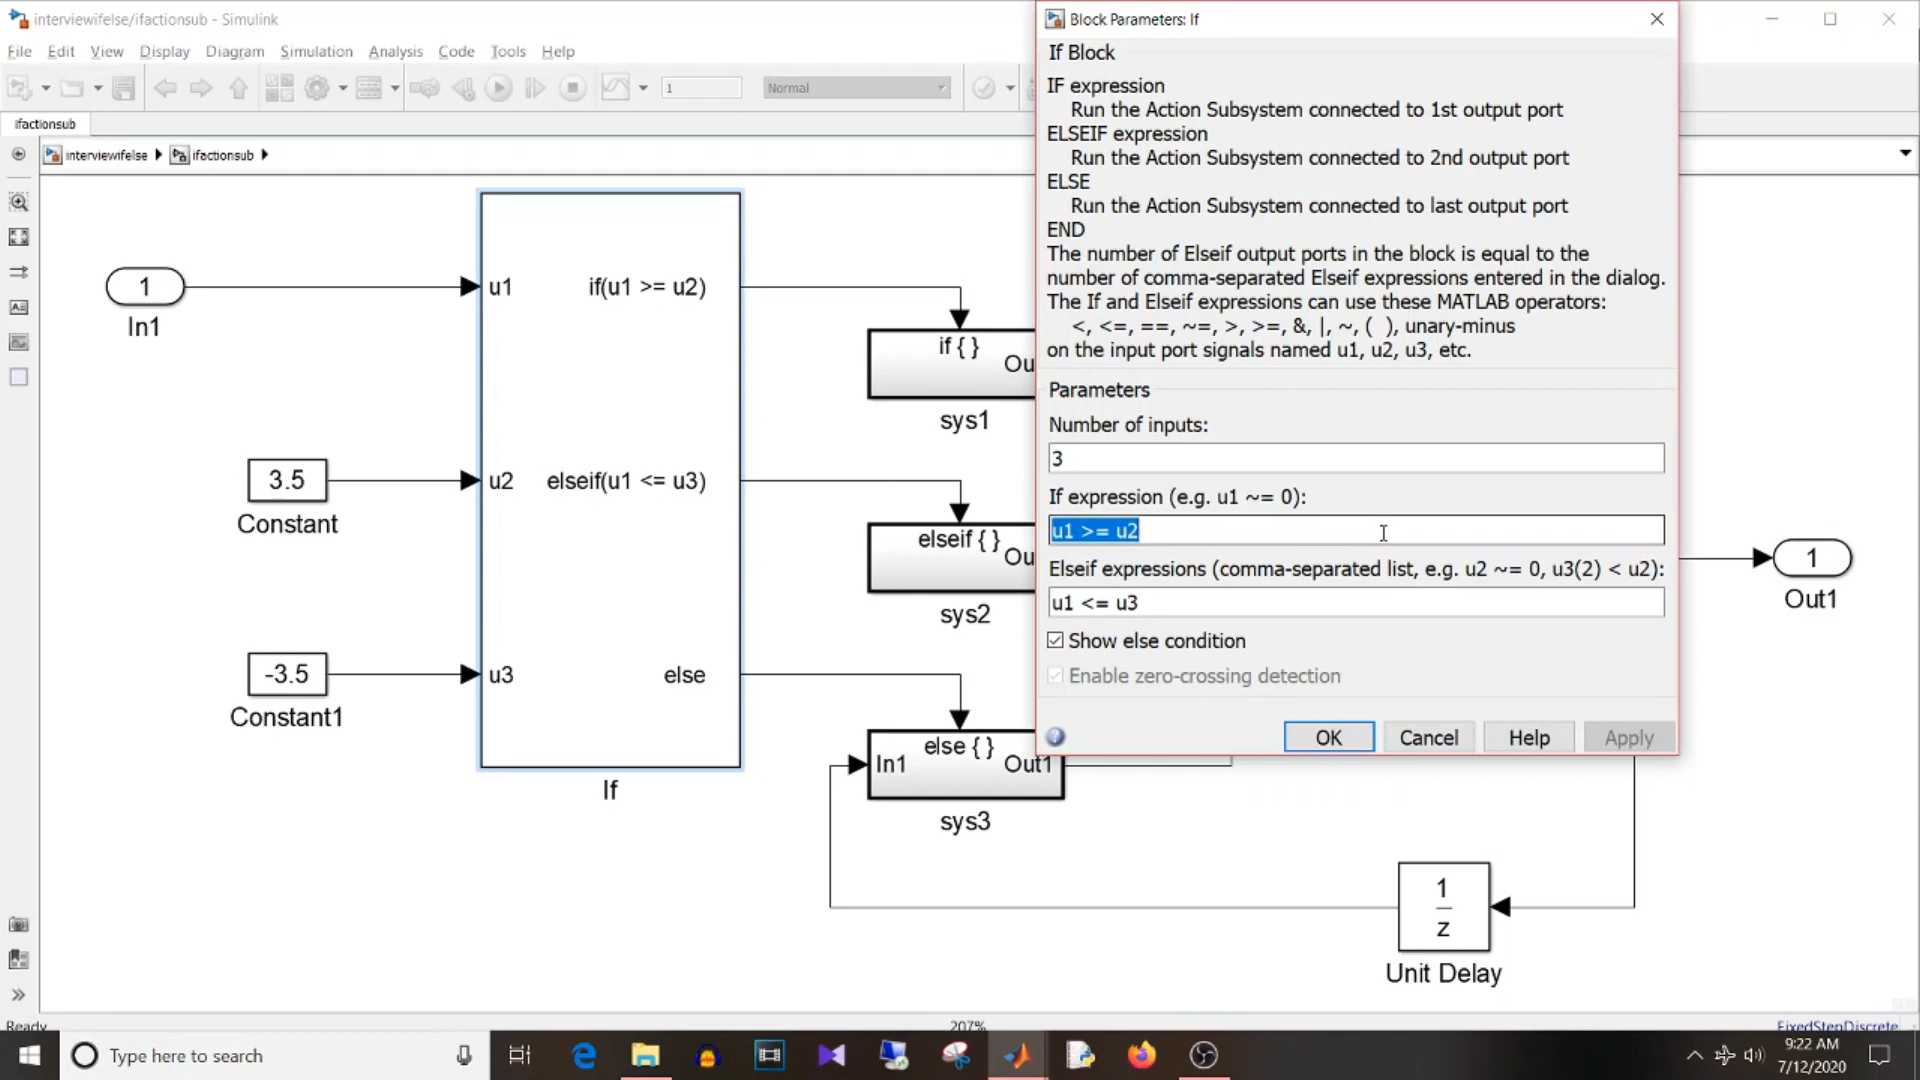 interviewifelse/ifactionsub - Simulink
File Edit View Display Diagram Simulation Analysis Code Tools Help
1
Normal
ifactionsub
interviewifelse ifactionsub
1
In1
3.5
Constant
-3.5
Constant1
u1 if(u1 >= u2)
u2 elseif(u1 <= u3)
u3 else
If
if { }
Ou
sys1
elseif { }
Ou
sys2
else { }
In1 Out1
sys3
1
z
Unit Delay
1
Out1
Block Parameters: If
If Block
IF expression
Run the Action Subsystem connected to 1st output port
ELSEIF expression
Run the Action Subsystem connected to 2nd output port
ELSE
Run the Action Subsystem connected to last output port
END
The number of Elseif output ports in the block is equal to the
number of comma-separated Elseif expressions entered in the dialog.
The If and Elseif expressions can use these MATLAB operators:
<, <=, ==, ~=, >, >=, &, |, ~, ( ), unary-minus
on the input port signals named u1, u2, u3, etc.
Parameters
Number of inputs:
3
If expression (e.g. u1 ~= 0):
u1 >= u2
Elseif expressions (comma-separated list, e.g. u2 ~= 0, u3(2) < u2):
u1 <= u3
Show else condition
Enable zero-crossing detection
OK Cancel Help Apply
Ready
207%
FixedStepDiscrete
Type here to search
9:22 AM
7/12/2020